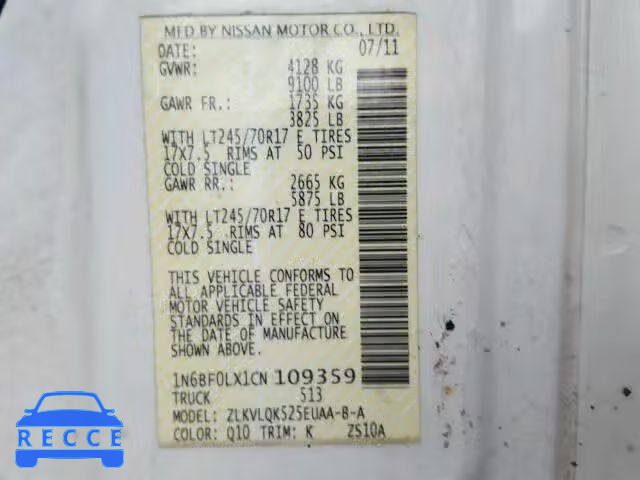 MFD BY NISSAN MOTOR CO., LTD.
DATE: 07/11
GVWR: 4128 KG
9100 LB
GAWR FR.: 1735 KG
3825 LB
WITH LT245/70R17 E TIRES
17X7.5 RIMS AT 50 PSI
COLD SINGLE
GAWR RR.: 2665 KG
5875 LB
WITH LT245/70R17 E TIRES
17X7.5 RIMS AT 80 PSI
COLD SINGLE
THIS VEHICLE CONFORMS TO
ALL APPLICABLE FEDERAL
MOTOR VEHICLE SAFETY
STANDARDS IN EFFECT ON
THE DATE OF MANUFACTURE
SHOWN ABOVE.
1N6BF0LX1CN 109359
TRUCK 513
MODEL: ZLKVLQK525EUAA-B-A
COLOR: Q10 TRIM: K ZS10A
RECCE